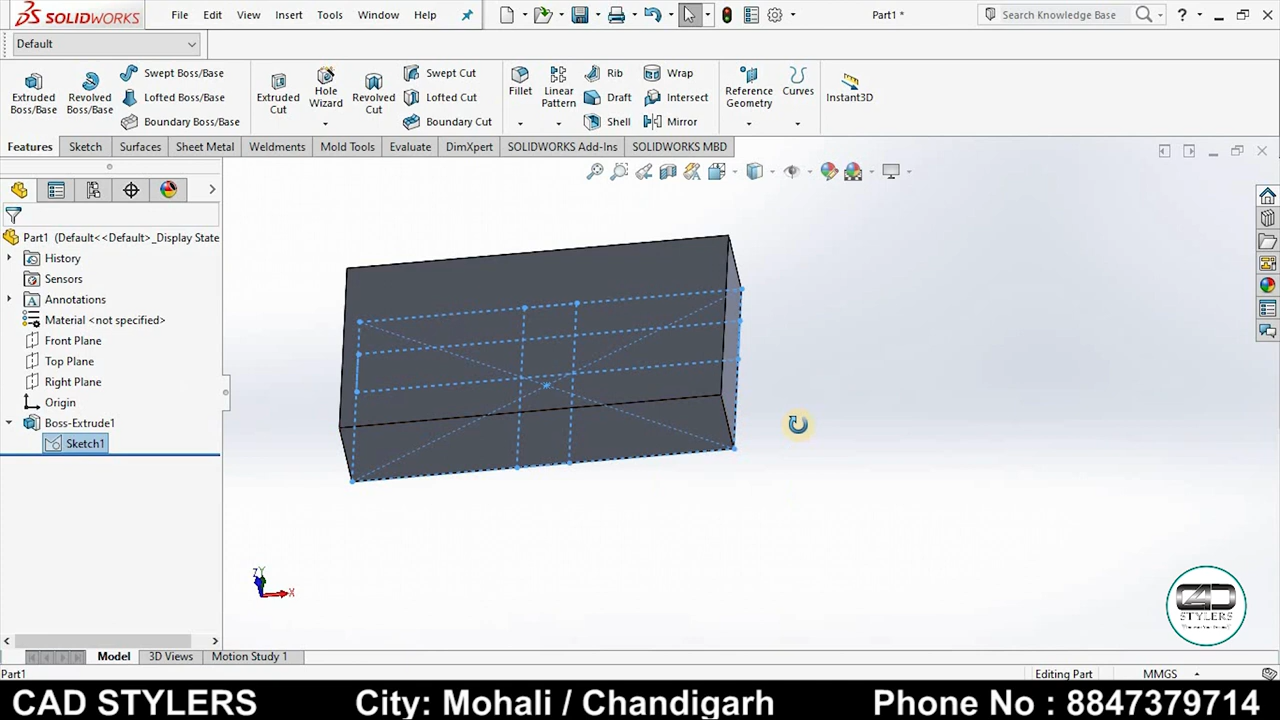 SOLIDWORKS File Edit View Insert Tools Window Help Part1 * Search Knowledge Base ?
Default
Extruded Boss/Base
Revolved Boss/Base
Swept Boss/Base
Lofted Boss/Base
Boundary Boss/Base
Extruded Cut
Hole Wizard
Revolved Cut
Swept Cut
Lofted Cut
Boundary Cut
Fillet
Linear Pattern
Rib
Draft
Shell
Wrap
Intersect
Mirror
Reference Geometry
Curves
Instant3D
Features Sketch Surfaces Sheet Metal Weldments Mold Tools Evaluate DimXpert SOLIDWORKS Add-Ins SOLIDWORKS MBD
Part1 (Default<<Default>_Display State
History
Sensors
Annotations
Material <not specified>
Front Plane
Top Plane
Right Plane
Origin
Boss-Extrude1
Sketch1
Z Y
X
CAD
STYLERS
Model 3D Views Motion Study 1
Part1 Editing Part MMGS
CAD STYLERS City: Mohali / Chandigarh Phone No : 8847379714